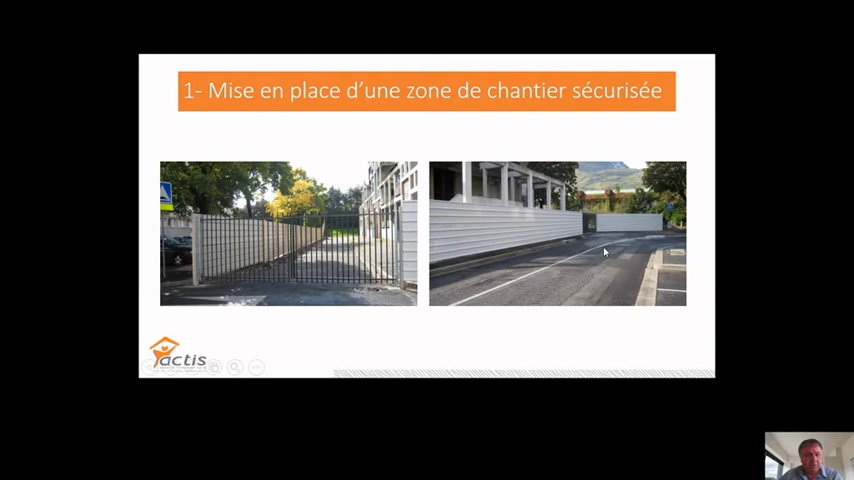 1- Mise en place d’une zone de chantier sécurisée
actis